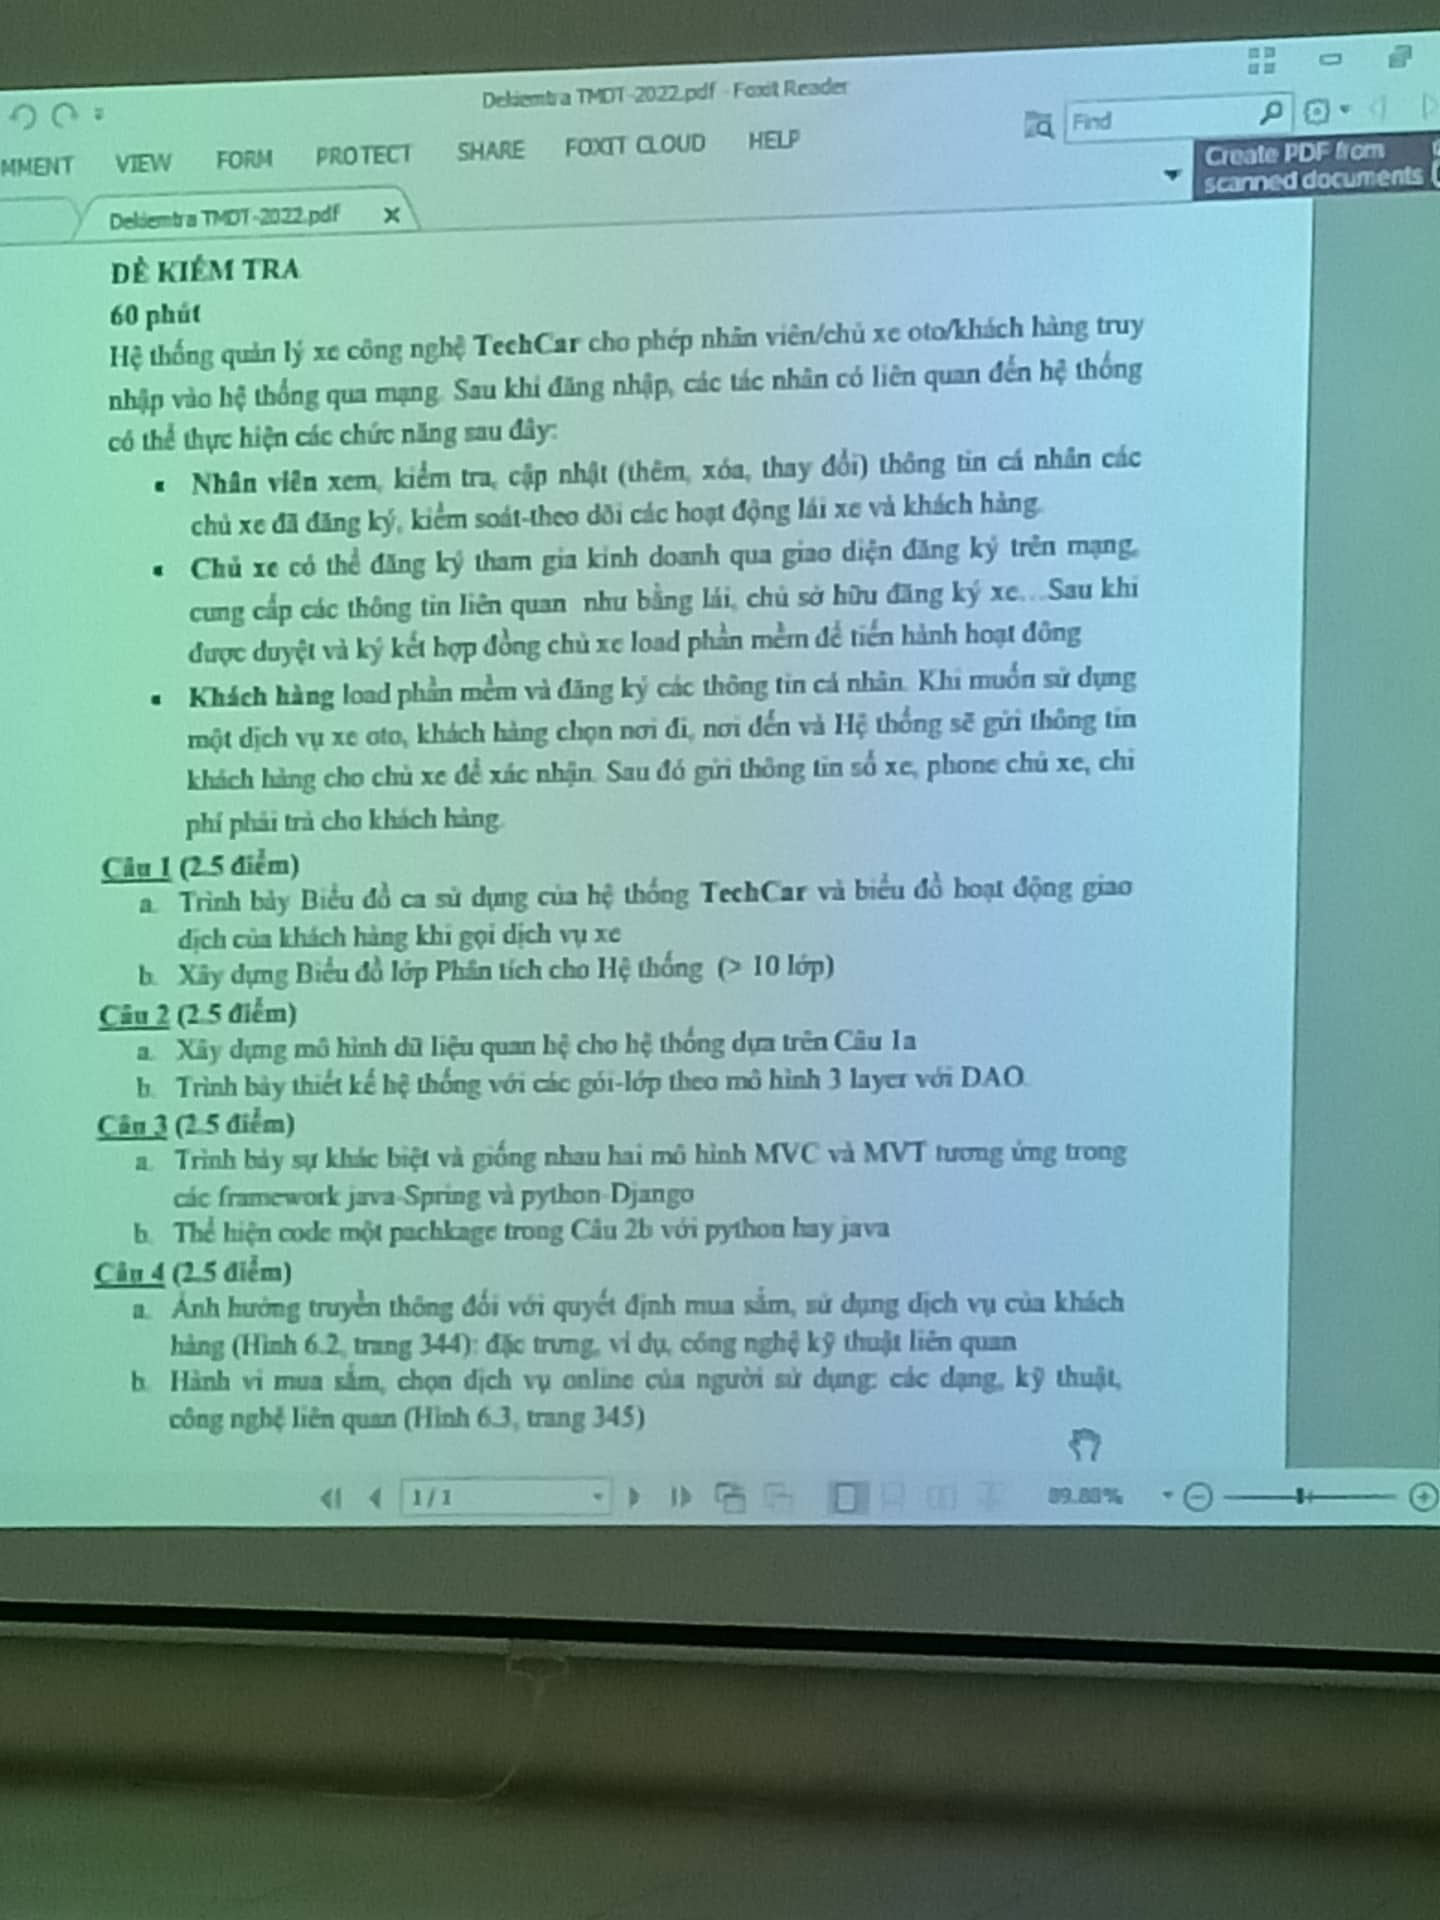 Dekiemtra TMDT-2022.pdf - Foxit Reader
MMENT VIEW FORM PROTECT SHARE FOXIT CLOUD HELP
Find
Create PDF from
scanned documents
Dekiemtra TMDT-2022.pdf
ĐỀ KIỂM TRA
60 phút
Hệ thống quản lý xe công nghệ TechCar cho phép nhân viên/chủ xe oto/khách hàng truy
nhập vào hệ thống qua mạng. Sau khi đăng nhập, các tác nhân có liên quan đến hệ thống
có thể thực hiện các chức năng sau đây:
▪ Nhân viên xem, kiểm tra, cập nhật (thêm, xóa, thay đổi) thông tin cá nhân các
chủ xe đã đăng ký, kiểm soát-theo dõi các hoạt động lái xe và khách hàng.
▪ Chủ xe có thể đăng ký tham gia kinh doanh qua giao diện đăng ký trên mạng,
cung cấp các thông tin liên quan như bằng lái, chủ sở hữu đăng ký xe…Sau khi
được duyệt và ký kết hợp đồng chủ xe load phần mềm để tiến hành hoạt đông
▪ Khách hàng load phần mềm và đăng ký các thông tin cá nhân. Khi muốn sử dụng
một dịch vụ xe oto, khách hàng chọn nơi đi, nơi đến và Hệ thống sẽ gửi thông tin
khách hàng cho chủ xe để xác nhận. Sau đó gửi thông tin số xe, phone chủ xe, chi
phí phải trả cho khách hàng.
Câu 1 (2.5 điểm)
a. Trình bày Biểu đồ ca sử dụng của hệ thống TechCar và biểu đồ hoạt động giao
dịch của khách hàng khi gọi dịch vụ xe
b. Xây dựng Biểu đồ lớp Phân tích cho Hệ thống (> 10 lớp)
Câu 2 (2.5 điểm)
a. Xây dựng mô hình dữ liệu quan hệ cho hệ thống dựa trên Câu 1a
b. Trình bày thiết kế hệ thống với các gói-lớp theo mô hình 3 layer với DAO.
Câu 3 (2.5 điểm)
a. Trình bày sự khác biệt và giống nhau hai mô hình MVC và MVT tương ứng trong
các framework java-Spring và python-Django
b. Thể hiện code một pachkage trong Câu 2b với python hay java
Câu 4 (2.5 điểm)
a. Ảnh hưởng truyền thông đối với quyết định mua sắm, sử dụng dịch vụ của khách
hàng (Hình 6.2, trang 344): đặc trưng, ví dụ, công nghệ kỹ thuật liên quan
b. Hành vi mua sắm, chọn dịch vụ online của người sử dụng: các dạng, kỹ thuật,
công nghệ liên quan (Hình 6.3, trang 345)
1 / 1
89.88%